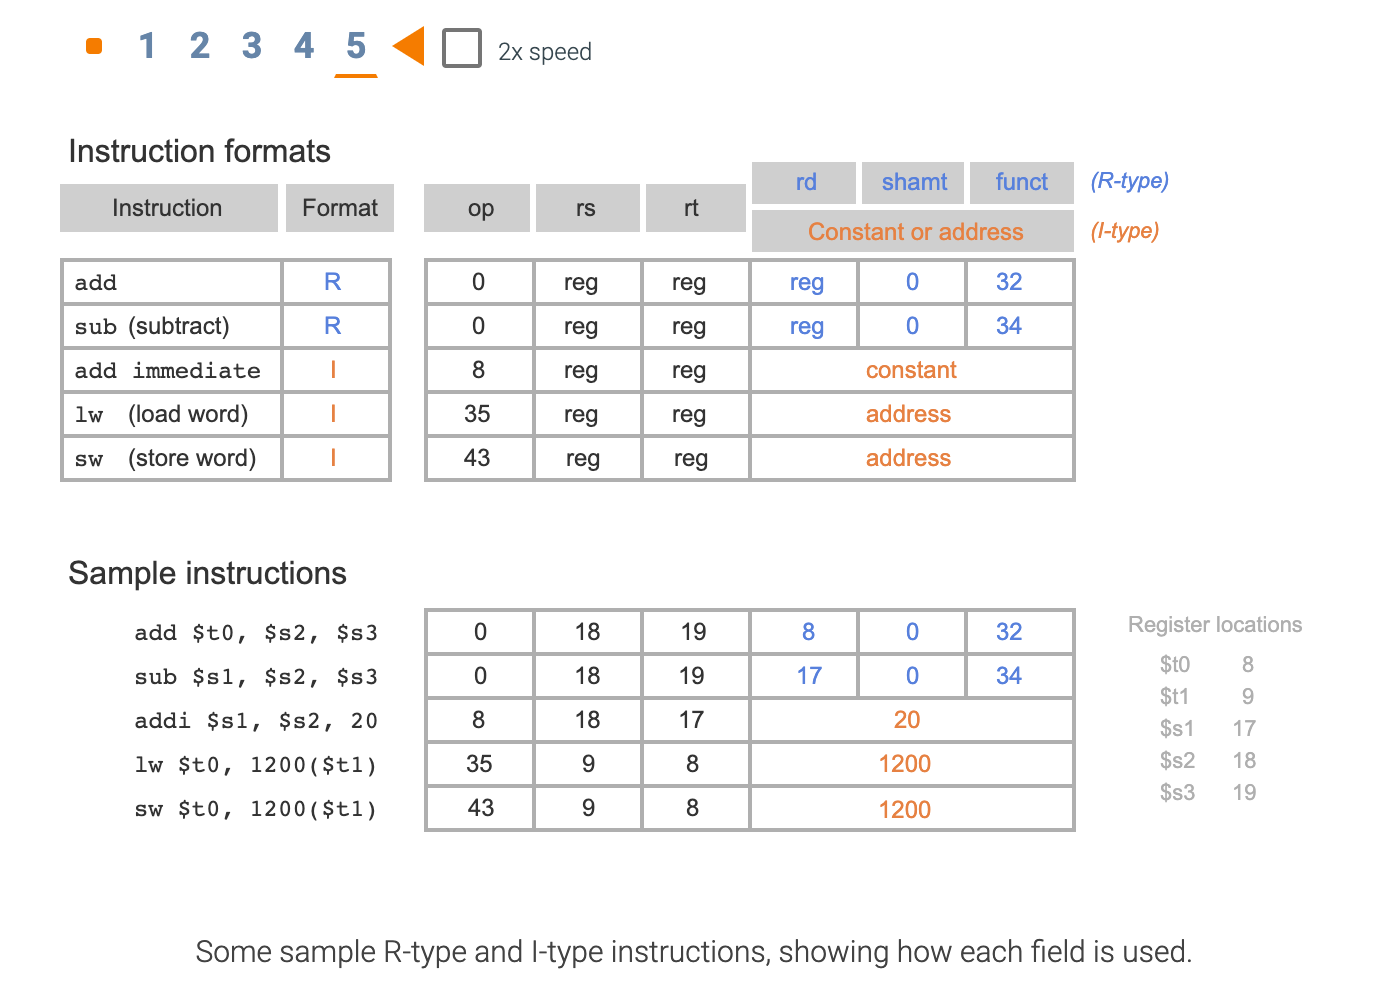 1 2 3 4 5 2x speed
Instruction formats
rd shamt funct (R-type)
Instruction Format op rs rt
Constant or address (I-type)
add R 0 reg reg reg 0 32
sub (subtract) R 0 reg reg reg 0 34
add immediate I 8 reg reg constant
lw (load word) I 35 reg reg address
sw (store word) I 43 reg reg address
Sample instructions
Register locations
add $t0, $s2, $s3 0 18 19 8 0 32
$t0 8
sub $s1, $s2, $s3 0 18 19 17 0 34
$t1 9
addi $s1, $s2, 20 8 18 17 20
$s1 17
lw $t0, 1200($t1) 35 9 8 1200
$s2 18
$s3 19
sw $t0, 1200($t1) 43 9 8 1200
Some sample R-type and I-type instructions, showing how each field is used.